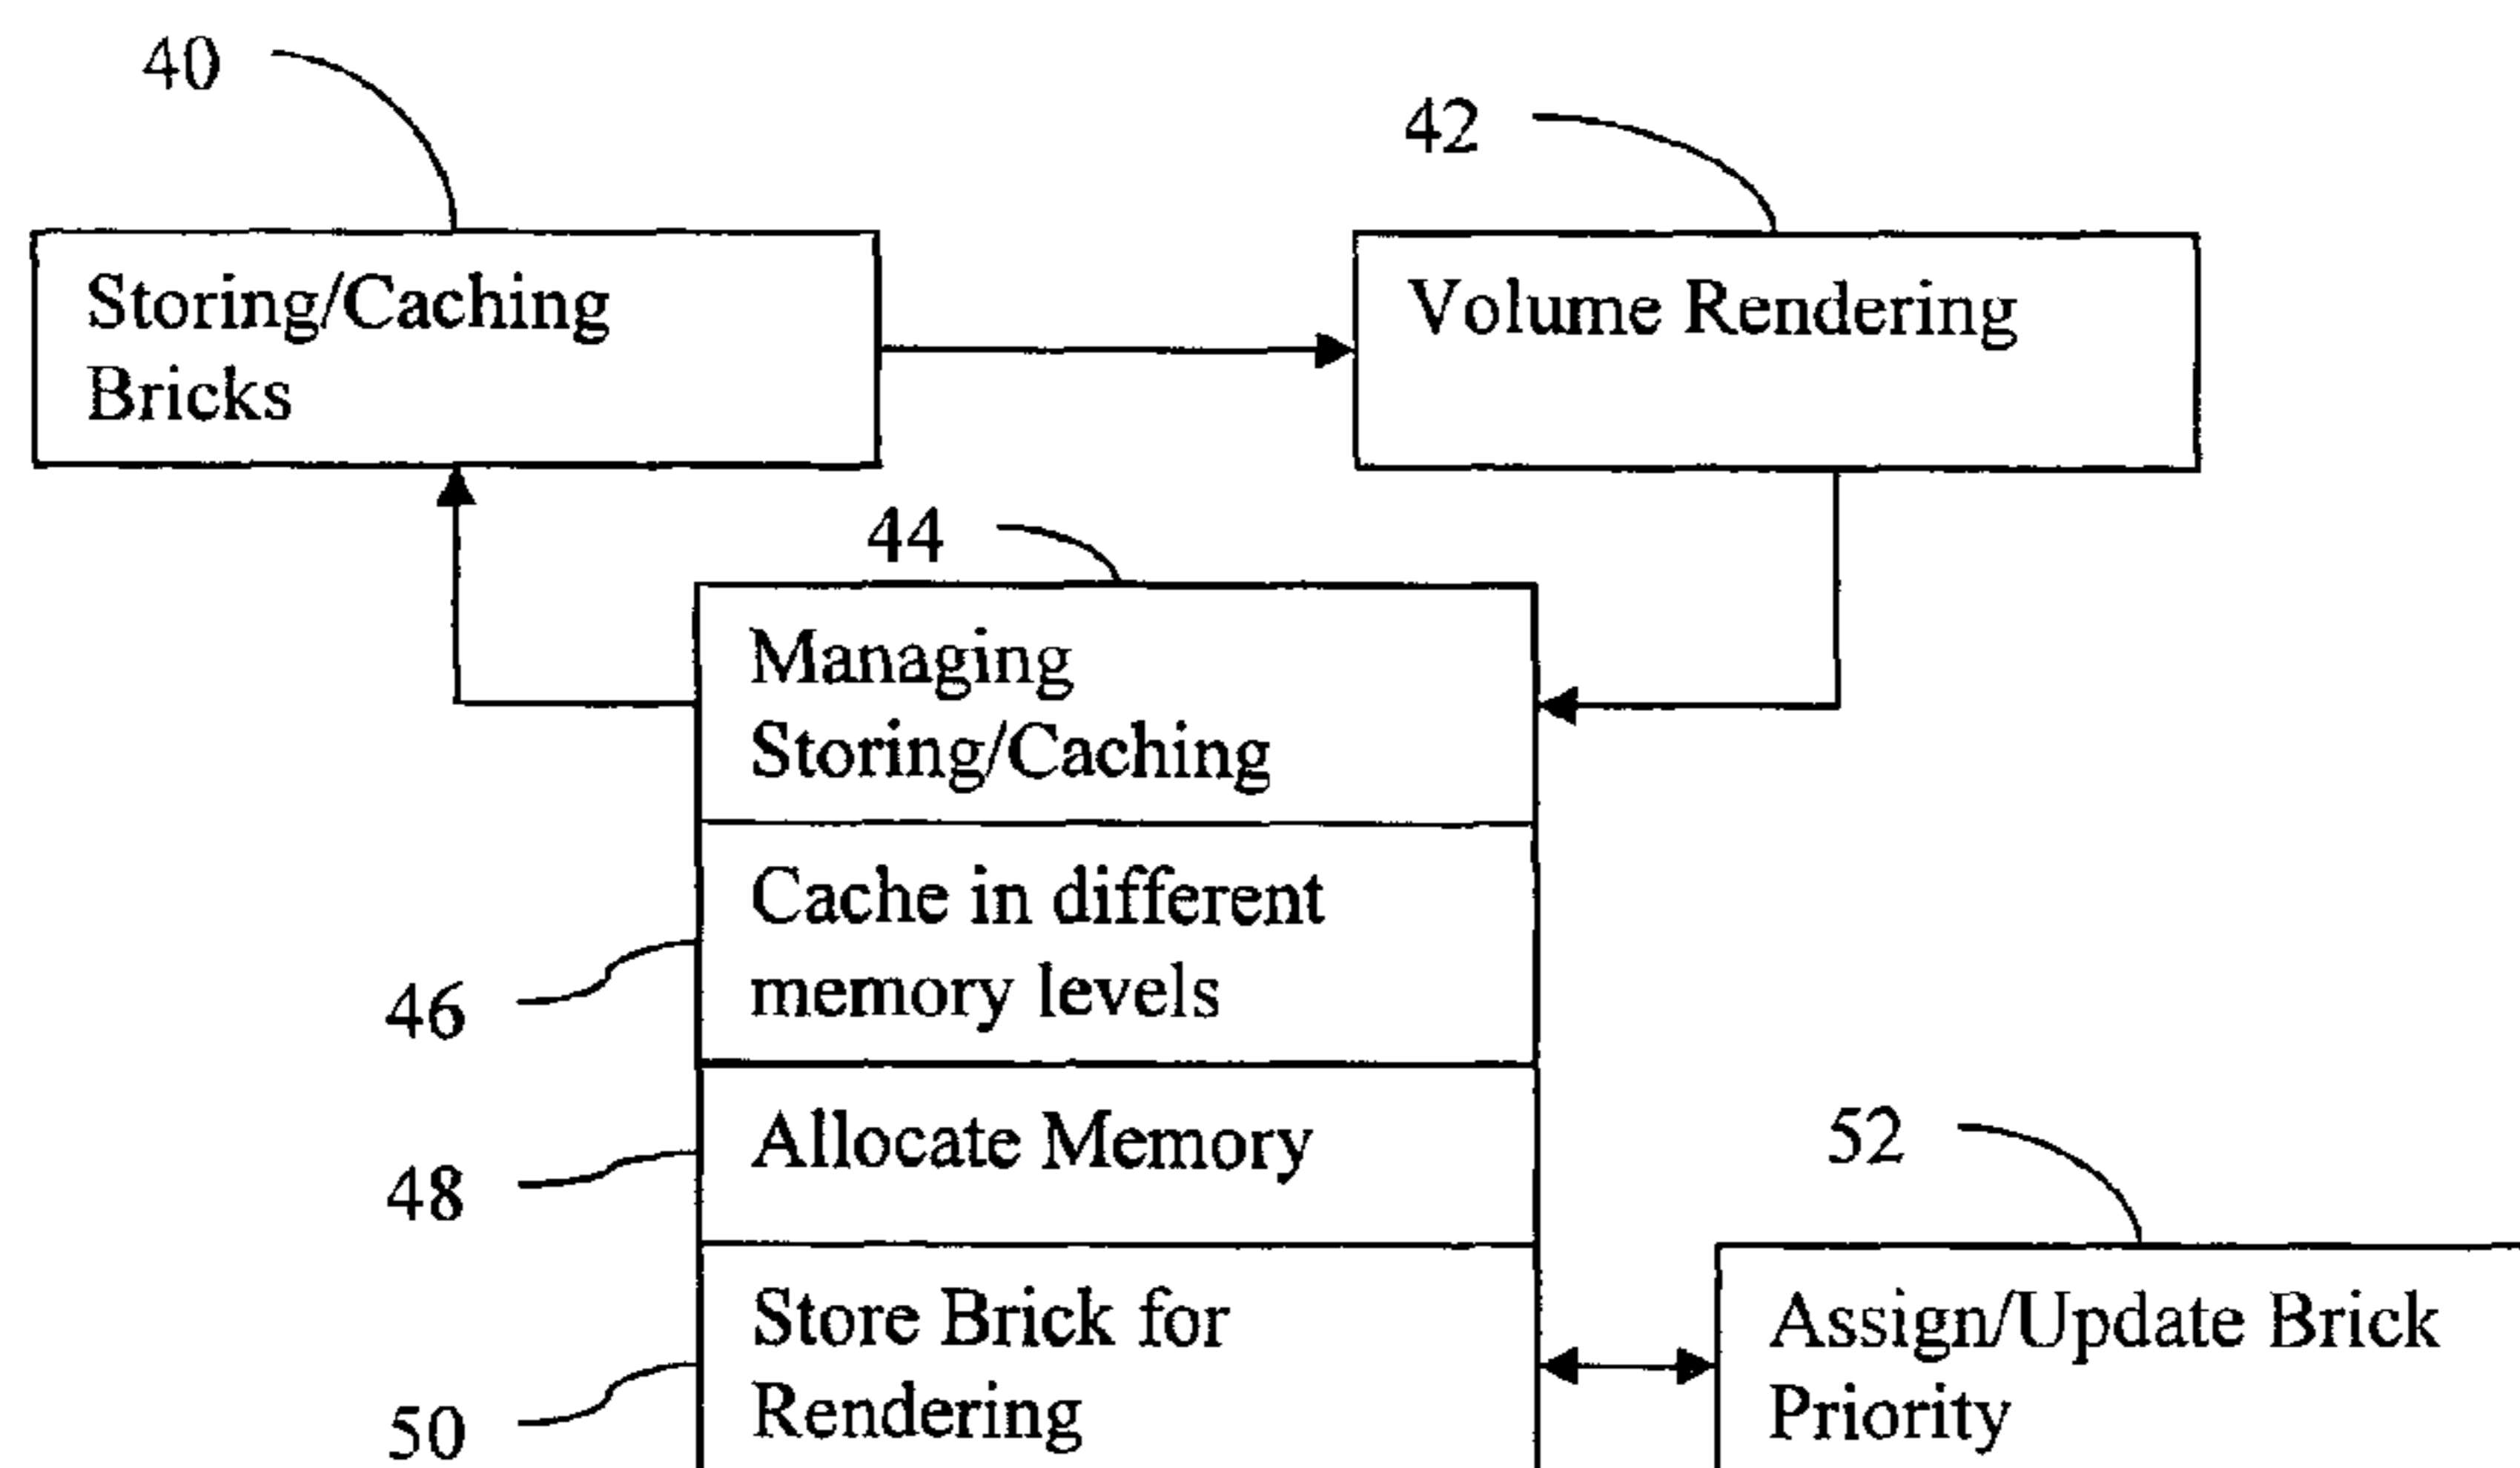 40
42
Storing/Caching
Bricks
Volume Rendering
44
Managing
Storing/Caching
Cache in different
memory levels
46
Allocate Memory
48
52
Store Brick for
Rendering
50
Assign/Update Brick
Priority